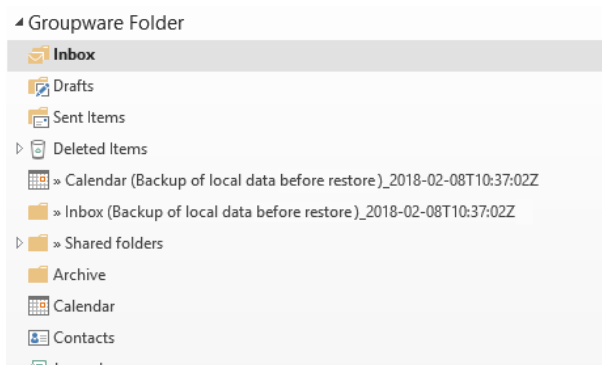 Groupware Folder
Inbox
Drafts
Sent Items
Deleted Items
» Calendar (Backup of local data before restore)_2018-02-08T10:37:02Z
» Inbox (Backup of local data before restore)_2018-02-08T10:37:02Z
» Shared folders
Archive
Calendar
Contacts